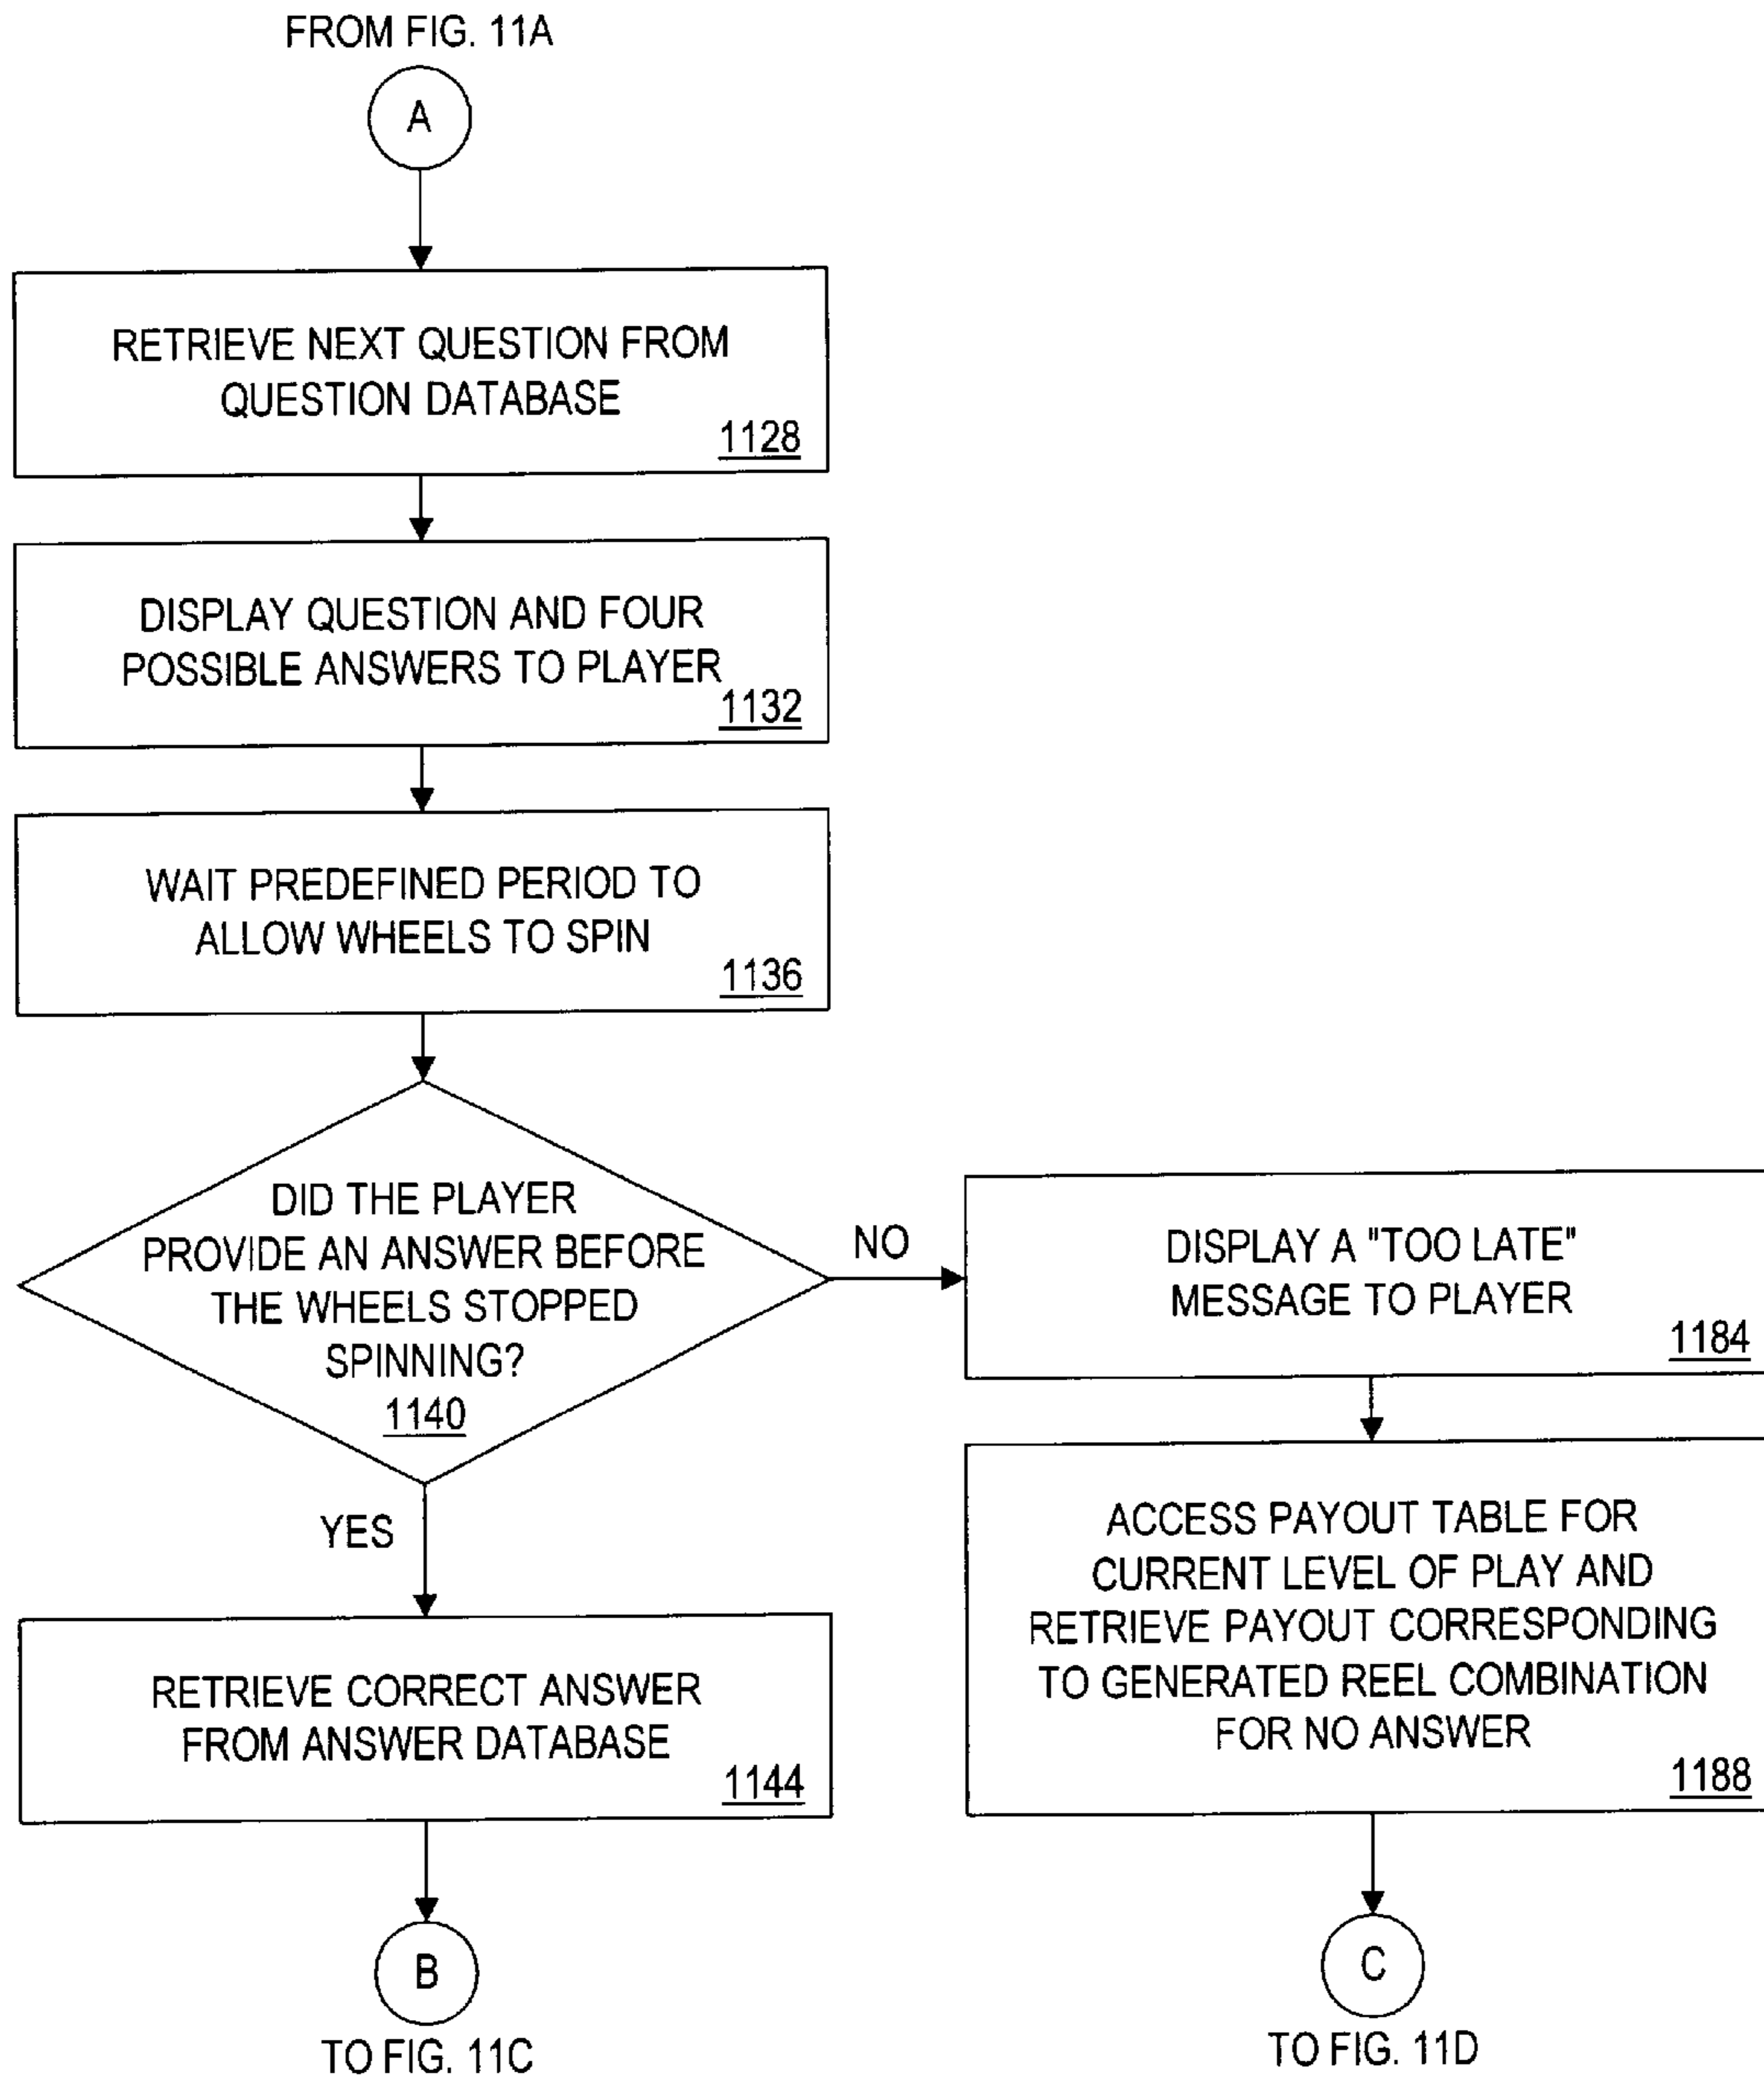 FROM FIG. 11A
A
RETRIEVE NEXT QUESTION FROM
QUESTION DATABASE
1128
DISPLAY QUESTION AND FOUR
POSSIBLE ANSWERS TO PLAYER
1132
WAIT PREDEFINED PERIOD TO
ALLOW WHEELS TO SPIN
1136
DID THE PLAYER
PROVIDE AN ANSWER BEFORE
THE WHEELS STOPPED
SPINNING?
1140
NO
DISPLAY A "TOO LATE"
MESSAGE TO PLAYER
1184
YES
ACCESS PAYOUT TABLE FOR
CURRENT LEVEL OF PLAY AND
RETRIEVE PAYOUT CORRESPONDING
TO GENERATED REEL COMBINATION
FOR NO ANSWER
1188
RETRIEVE CORRECT ANSWER
FROM ANSWER DATABASE
1144
B
TO FIG. 11C
C
TO FIG. 11D